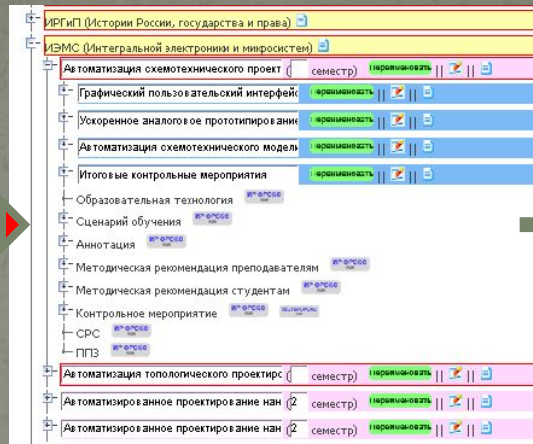 ИРГиП (Истории России, государства и права)
ИЭМС (Интегральной электроники и микросистем)
Автоматизация схемотехнического проект ( семестр) Переименовать || ||
Графический пользовательский интерфейс Переименовать || ||
Ускоренное аналоговое прототипирование Переименовать || ||
Автоматизация схемотехнического модели Переименовать || ||
Итоговые контрольные мероприятия Переименовать || ||
Образовательная технология
Сценарий обучения
Аннотация
Методическая рекомендация преподавателям
Методическая рекомендация студентам
Контрольное мероприятие
СРС
ППЗ
Автоматизация топологического проектирс ( семестр) Переименовать || ||
Автоматизированное проектирование нан (2 семестр) Переименовать || ||
Автоматизированное проектирование нан (2 семестр) Переименовать || ||